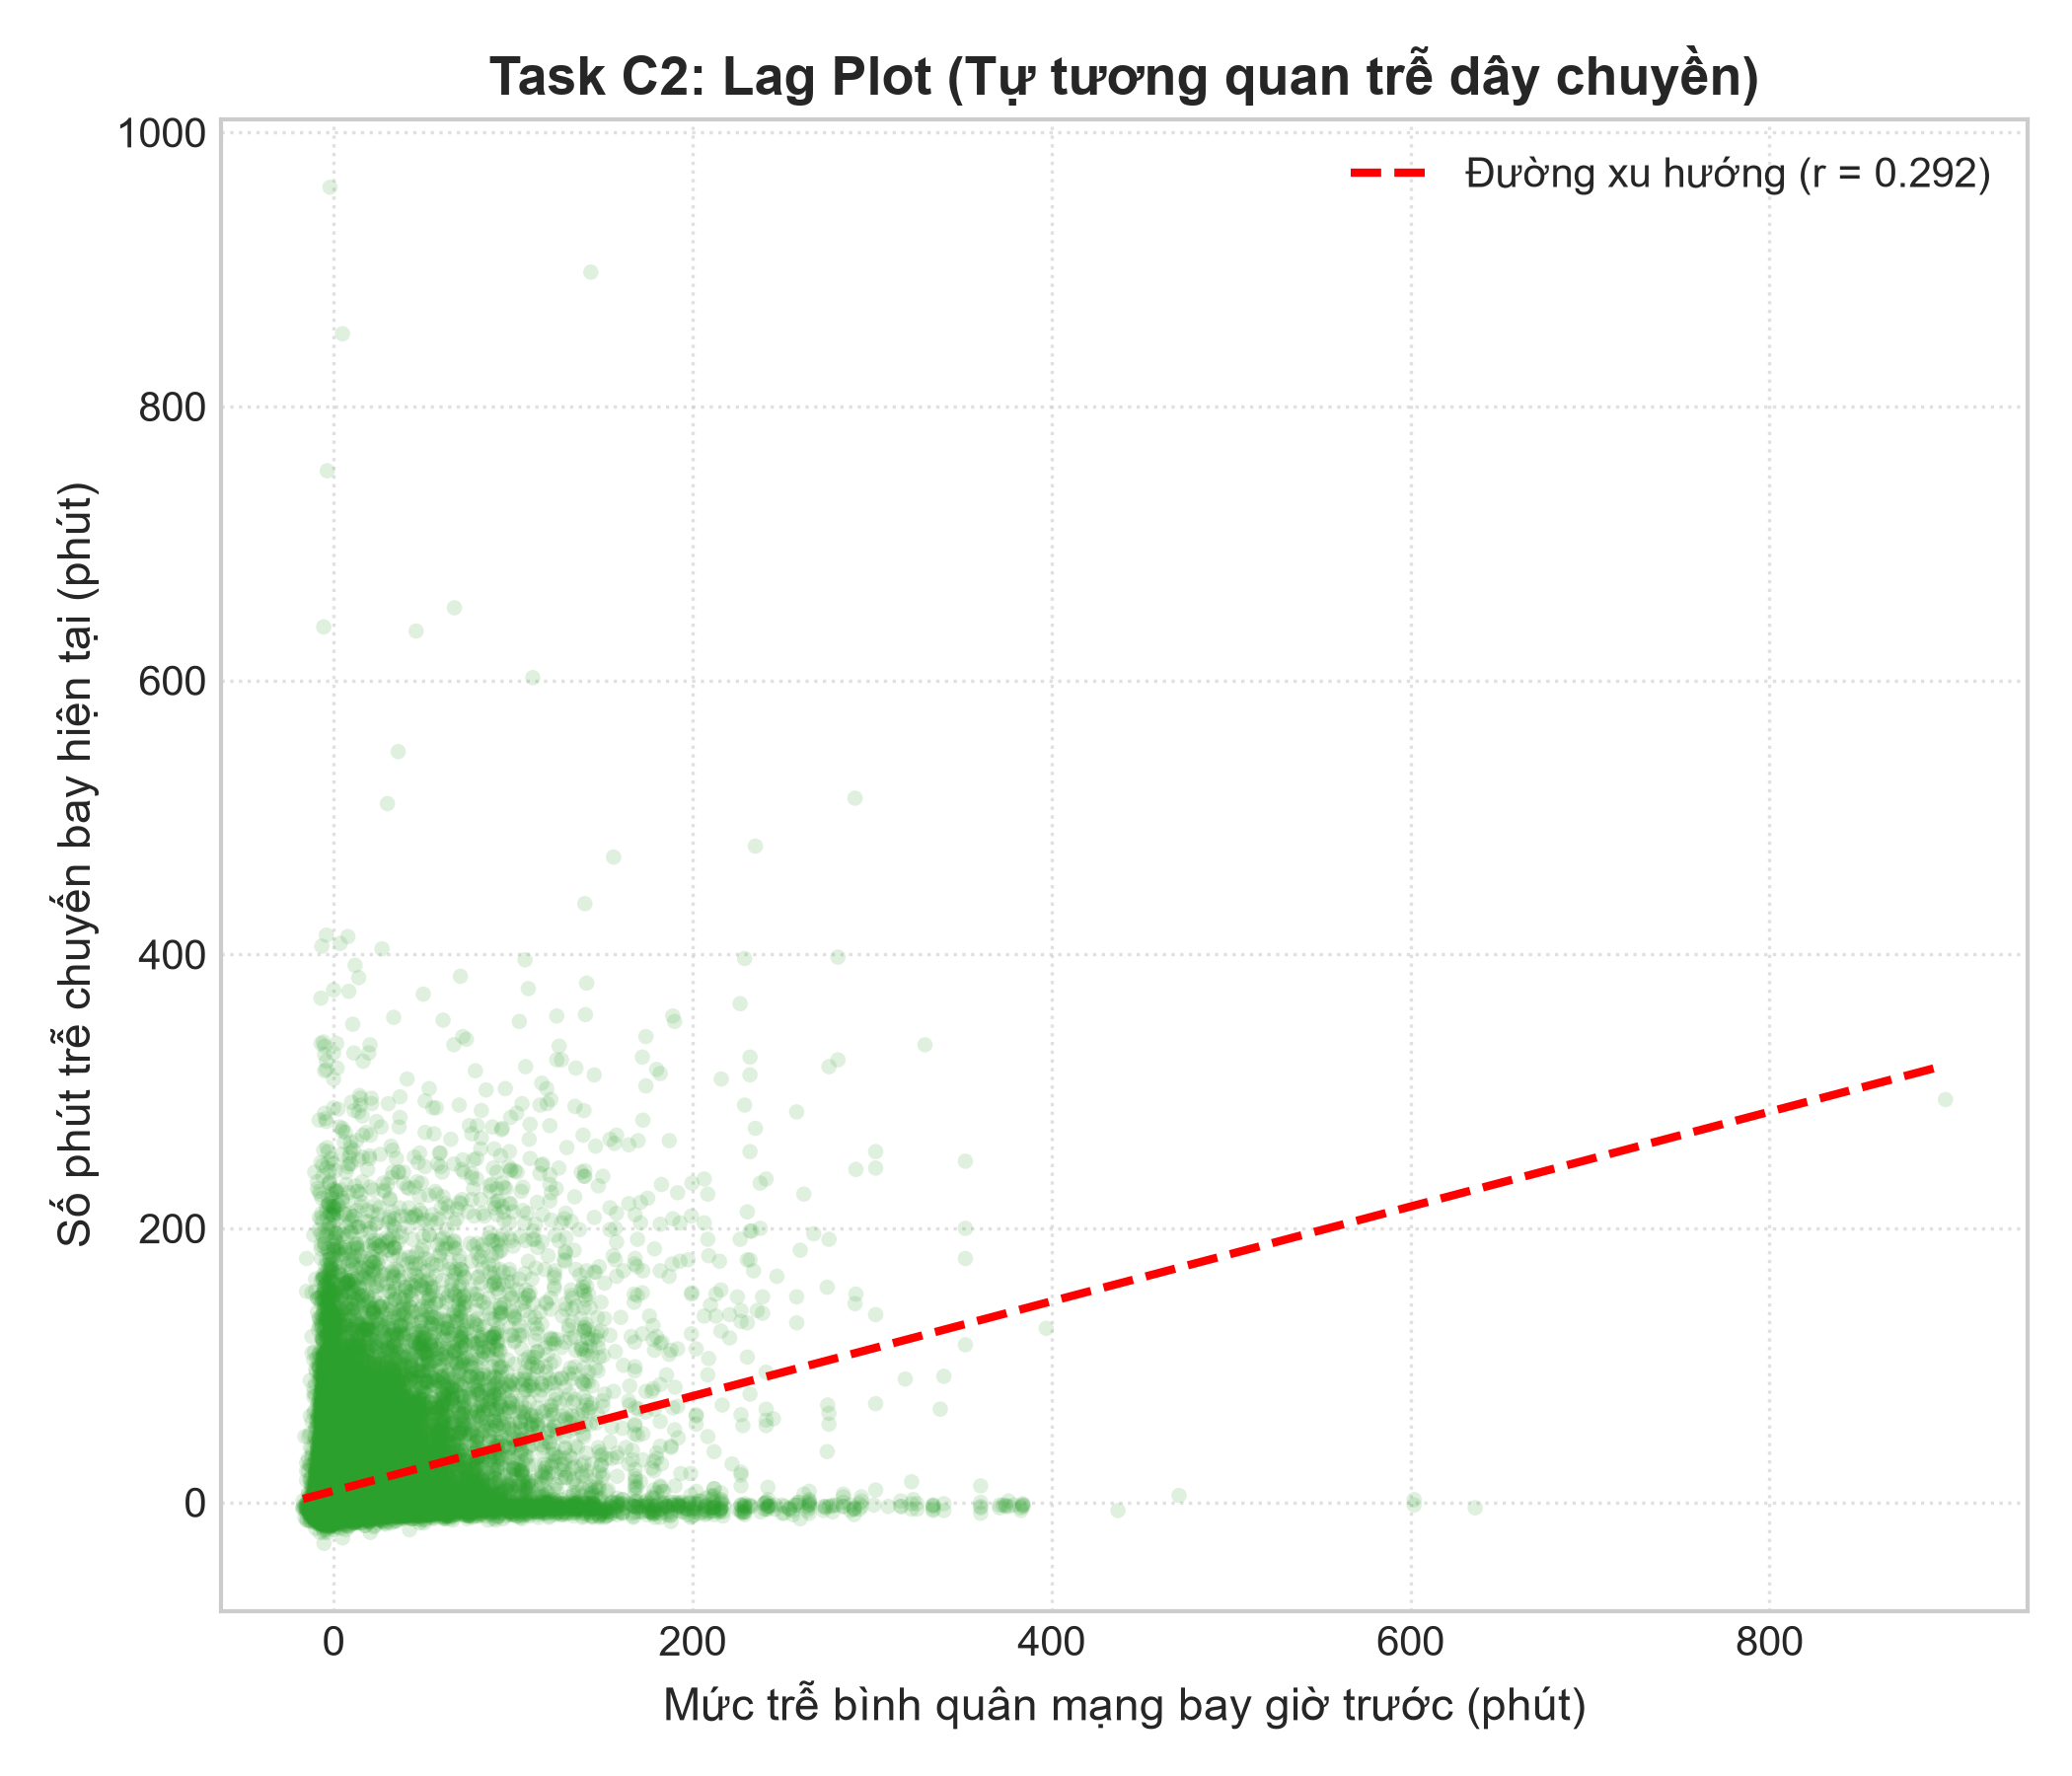 Task C2: Lag Plot (Tự tương quan trễ dây chuyền)
Đường xu hướng (r = 0.292)
Số phút trễ chuyến bay hiện tại (phút)
1000
800
600
400
200
0
0 200 400 600 800
Mức trễ bình quân mạng bay giờ trước (phút)